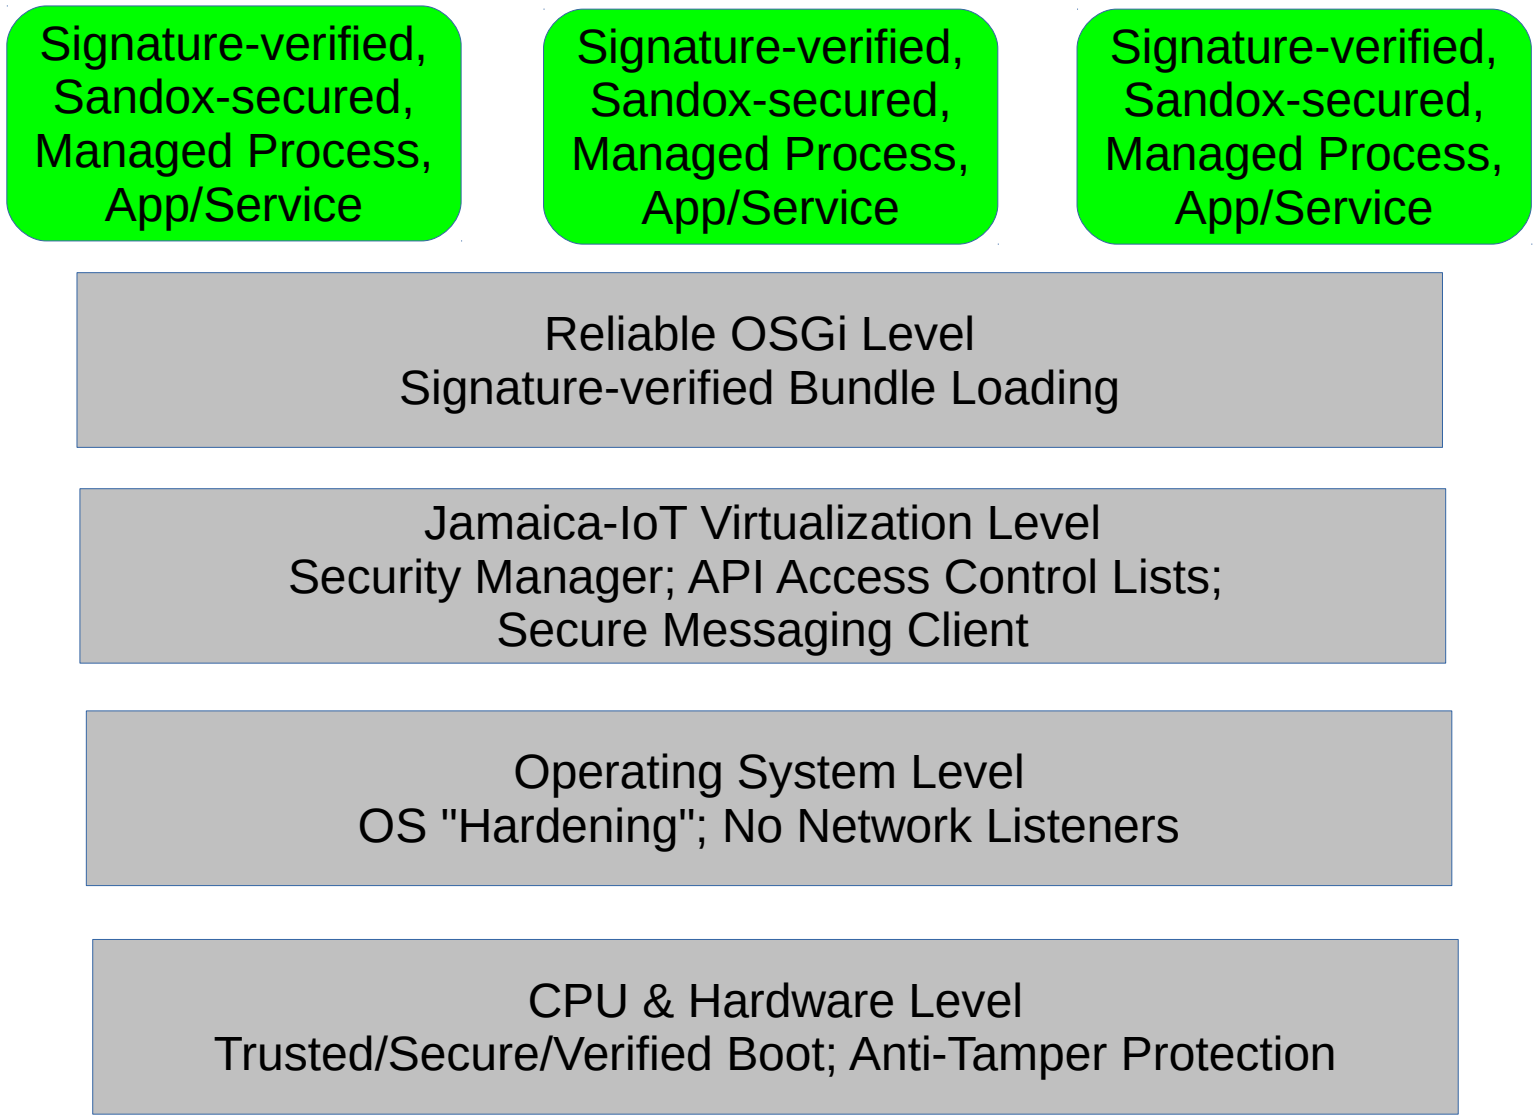 Signature-verified,
Sandox-secured,
Managed Process,
App/Service
Signature-verified,
Sandox-secured,
Managed Process,
App/Service
Signature-verified,
Sandox-secured,
Managed Process,
App/Service
Reliable OSGi Level
Signature-verified Bundle Loading
Jamaica-IoT Virtualization Level
Security Manager; API Access Control Lists;
Secure Messaging Client
Operating System Level
OS "Hardening"; No Network Listeners
CPU & Hardware Level
Trusted/Secure/Verified Boot; Anti-Tamper Protection